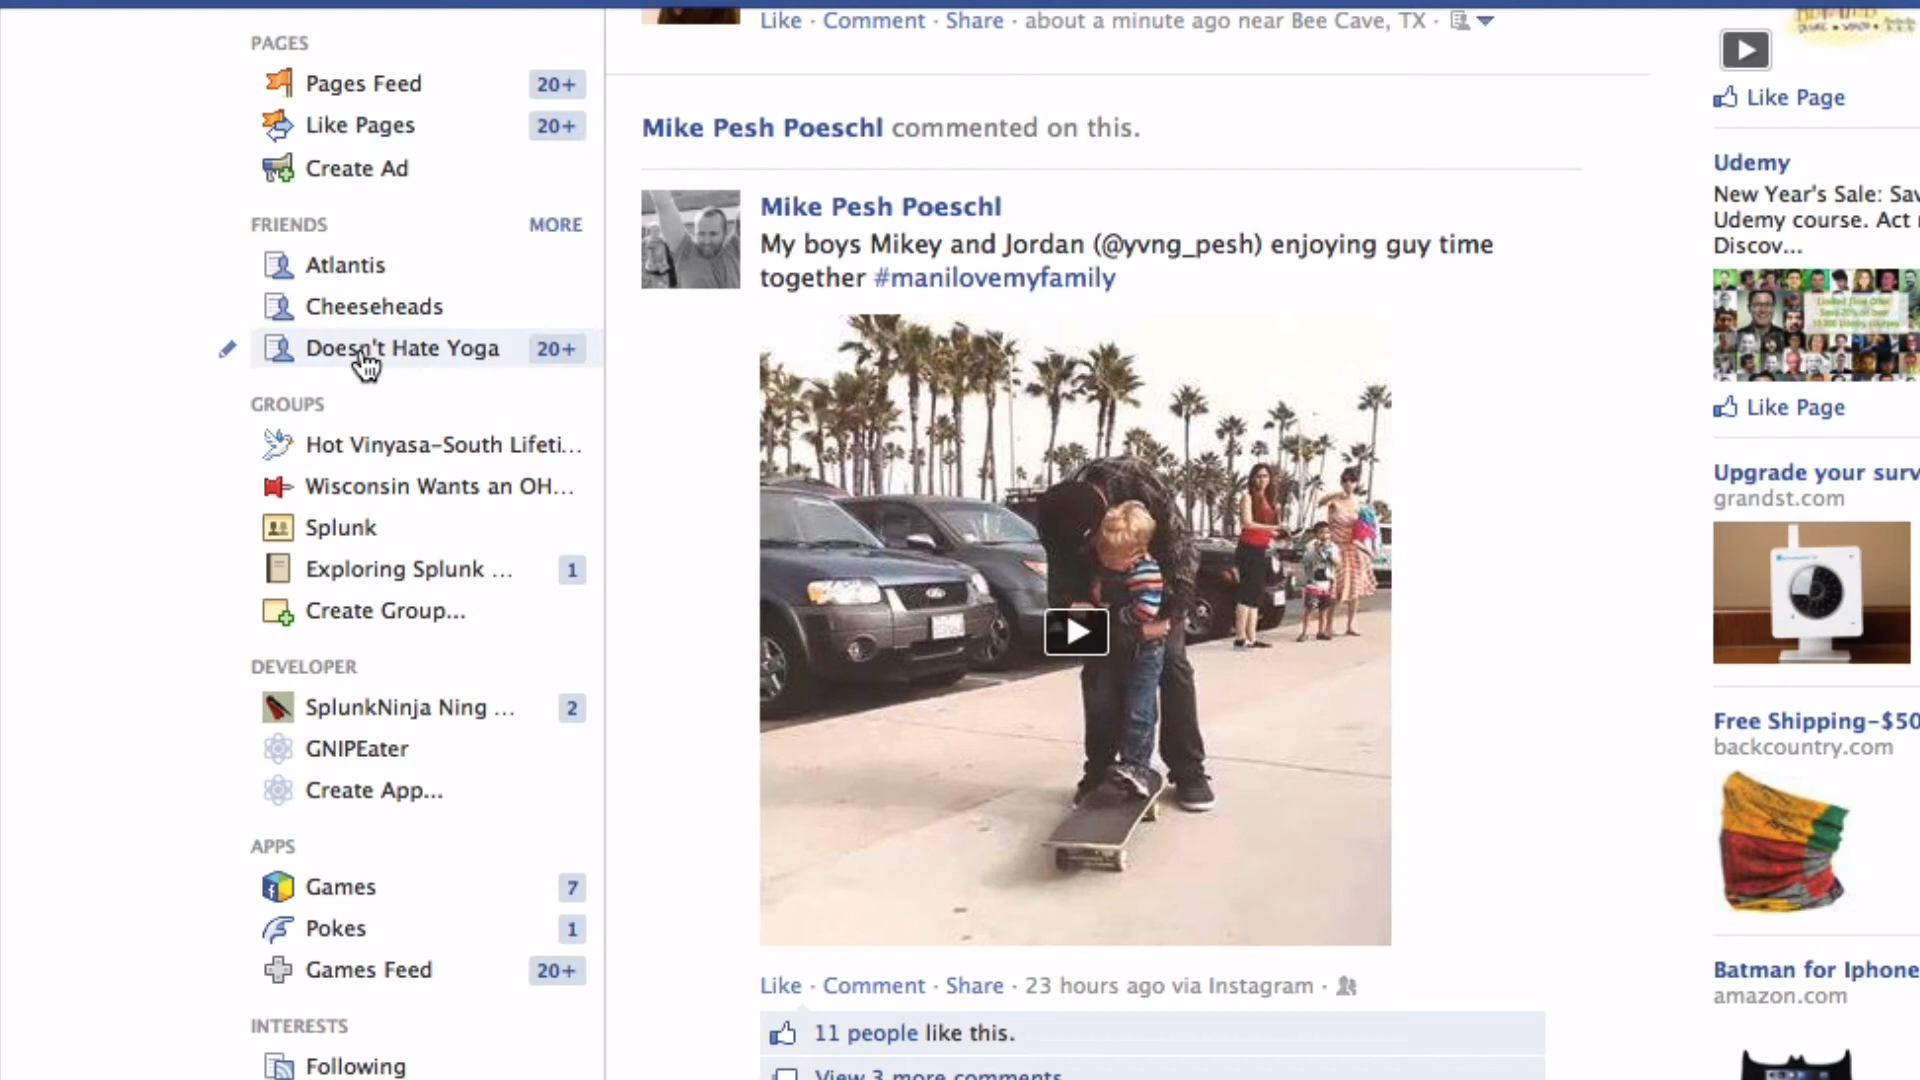 PAGES
Pages Feed 20+
Like Pages 20+
Create Ad
FRIENDS MORE
Atlantis
Cheeseheads
Doesn't Hate Yoga 20+
GROUPS
Hot Vinyasa-South Lifeti...
Wisconsin Wants an OH...
Splunk
Exploring Splunk ... 1
Create Group...
DEVELOPER
SplunkNinja Ning ... 2
GNIPEater
Create App...
APPS
Games 7
Pokes 1
Games Feed 20+
INTERESTS
Following
Like · Comment · Share · about a minute ago near Bee Cave, TX ·
Mike Pesh Poeschl commented on this.
Mike Pesh Poeschl
My boys Mikey and Jordan (@yvng_pesh) enjoying guy time
together #manilovemyfamily
Like · Comment · Share · 23 hours ago via Instagram ·
11 people like this.
View 3 more comments
Like Page
Udemy
New Year's Sale: Sav
Udemy course. Act
Discov...
Limited Time Offer
Like Page
Upgrade your surv
grandst.com
Free Shipping-$50
backcountry.com
Batman for Iphone
amazon.com